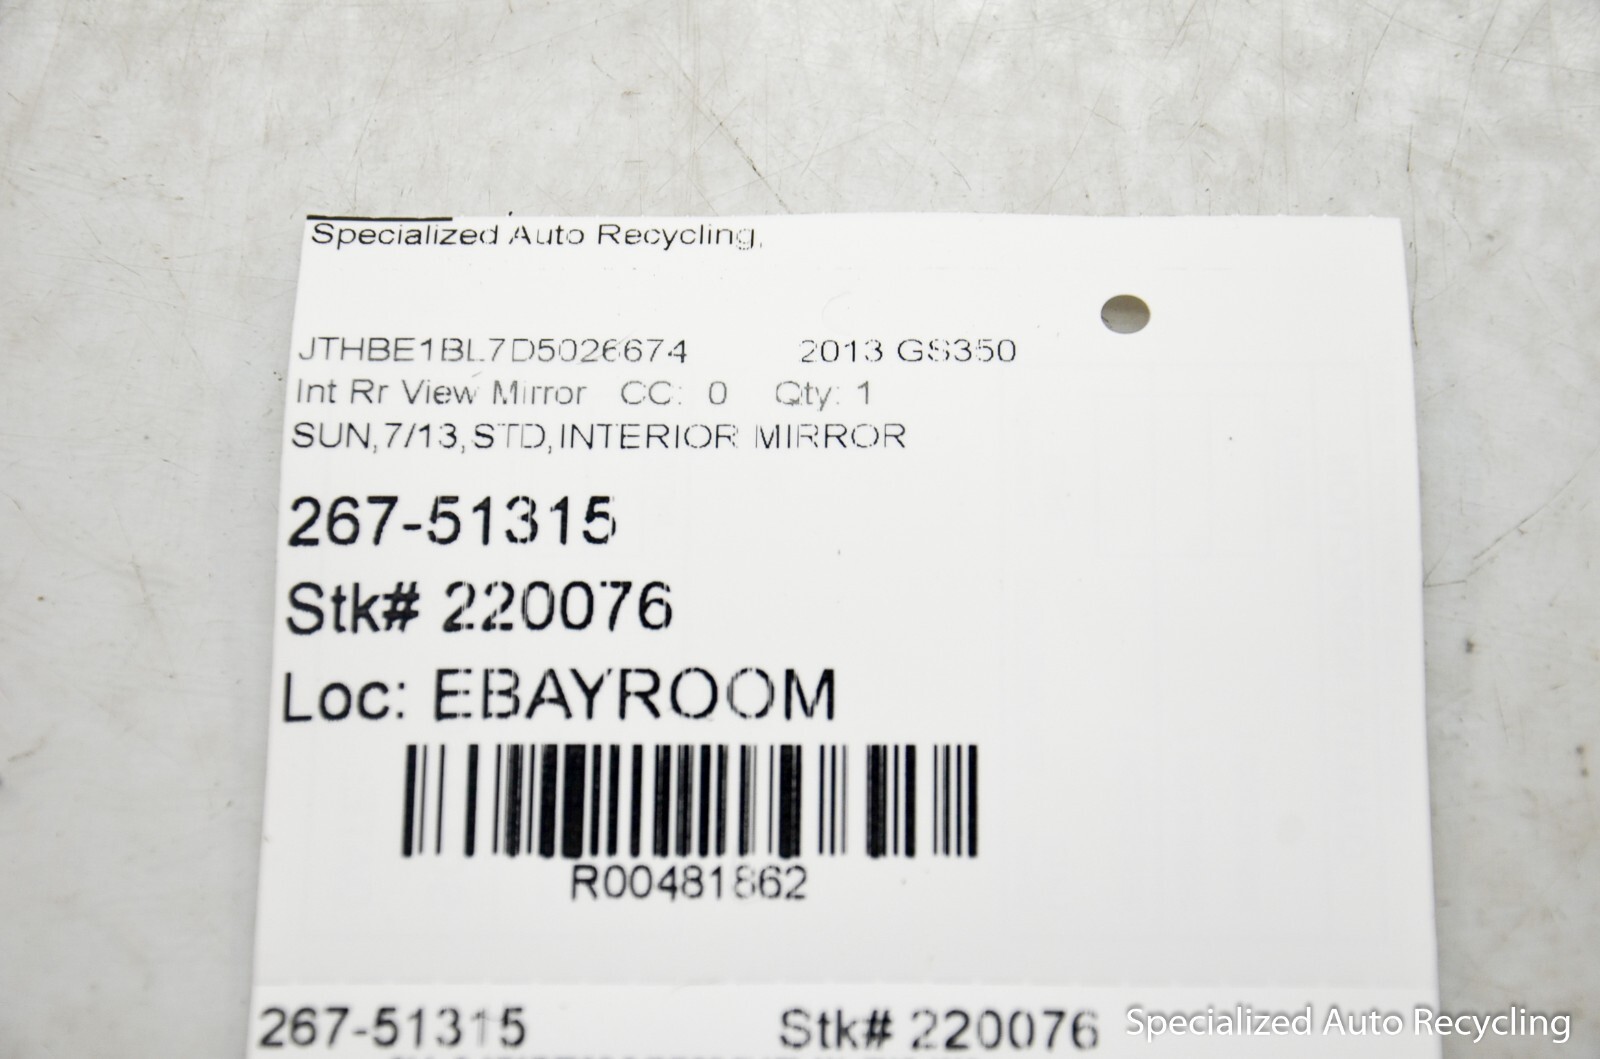 Specialized Auto Recycling,
JTHBE1BL7D5026674 2013 GS350
Int Rr View Mirror CC: 0 Qty: 1
SUN,7/13,STD,INTERIOR MIRROR
267-51315
Stk# 220076
Loc: EBAYROOM
R00481862
267-51315 Stk# 220076
Specialized Auto Recycling